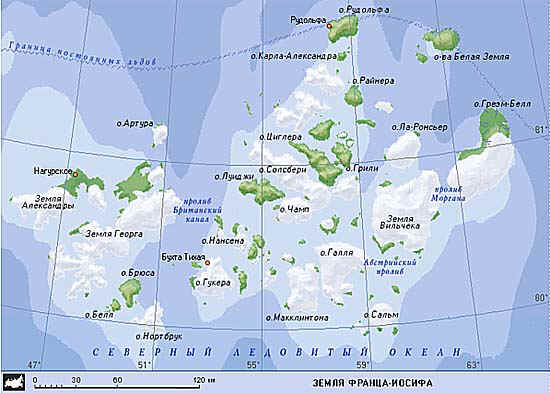 о. Рудольфа
Рудольфа
Граница постоянных льдов
о.Карла-Александра
о-ва Белая Земля
о.Райнера
о.Грэм-Белл
о.Артура
81°
о.Циглера
о.Ла-Ронсьер
Нагурское
о.Солсбери
о.Грили
о.Луиджи
пролив
Моргана
Земля
Александры
пролив
Британский
канал
о.Чамп
Земля
Вильчека
Земля Георга
о.Нансена
Бухта Тихая
о.Галля
Австрийский
пролив
о.Брюса
о.Гукера
80°
о.Белл
о.Макклинтона
о.Сальм
о.Нортбрук
СЕВЕРНЫЙ ЛЕДОВИТЫЙ ОКЕАН
47° 51° 55° 59° 63°
0 30 60 120 км
ЗЕМЛЯ ФРАНЦА-ИОСИФА